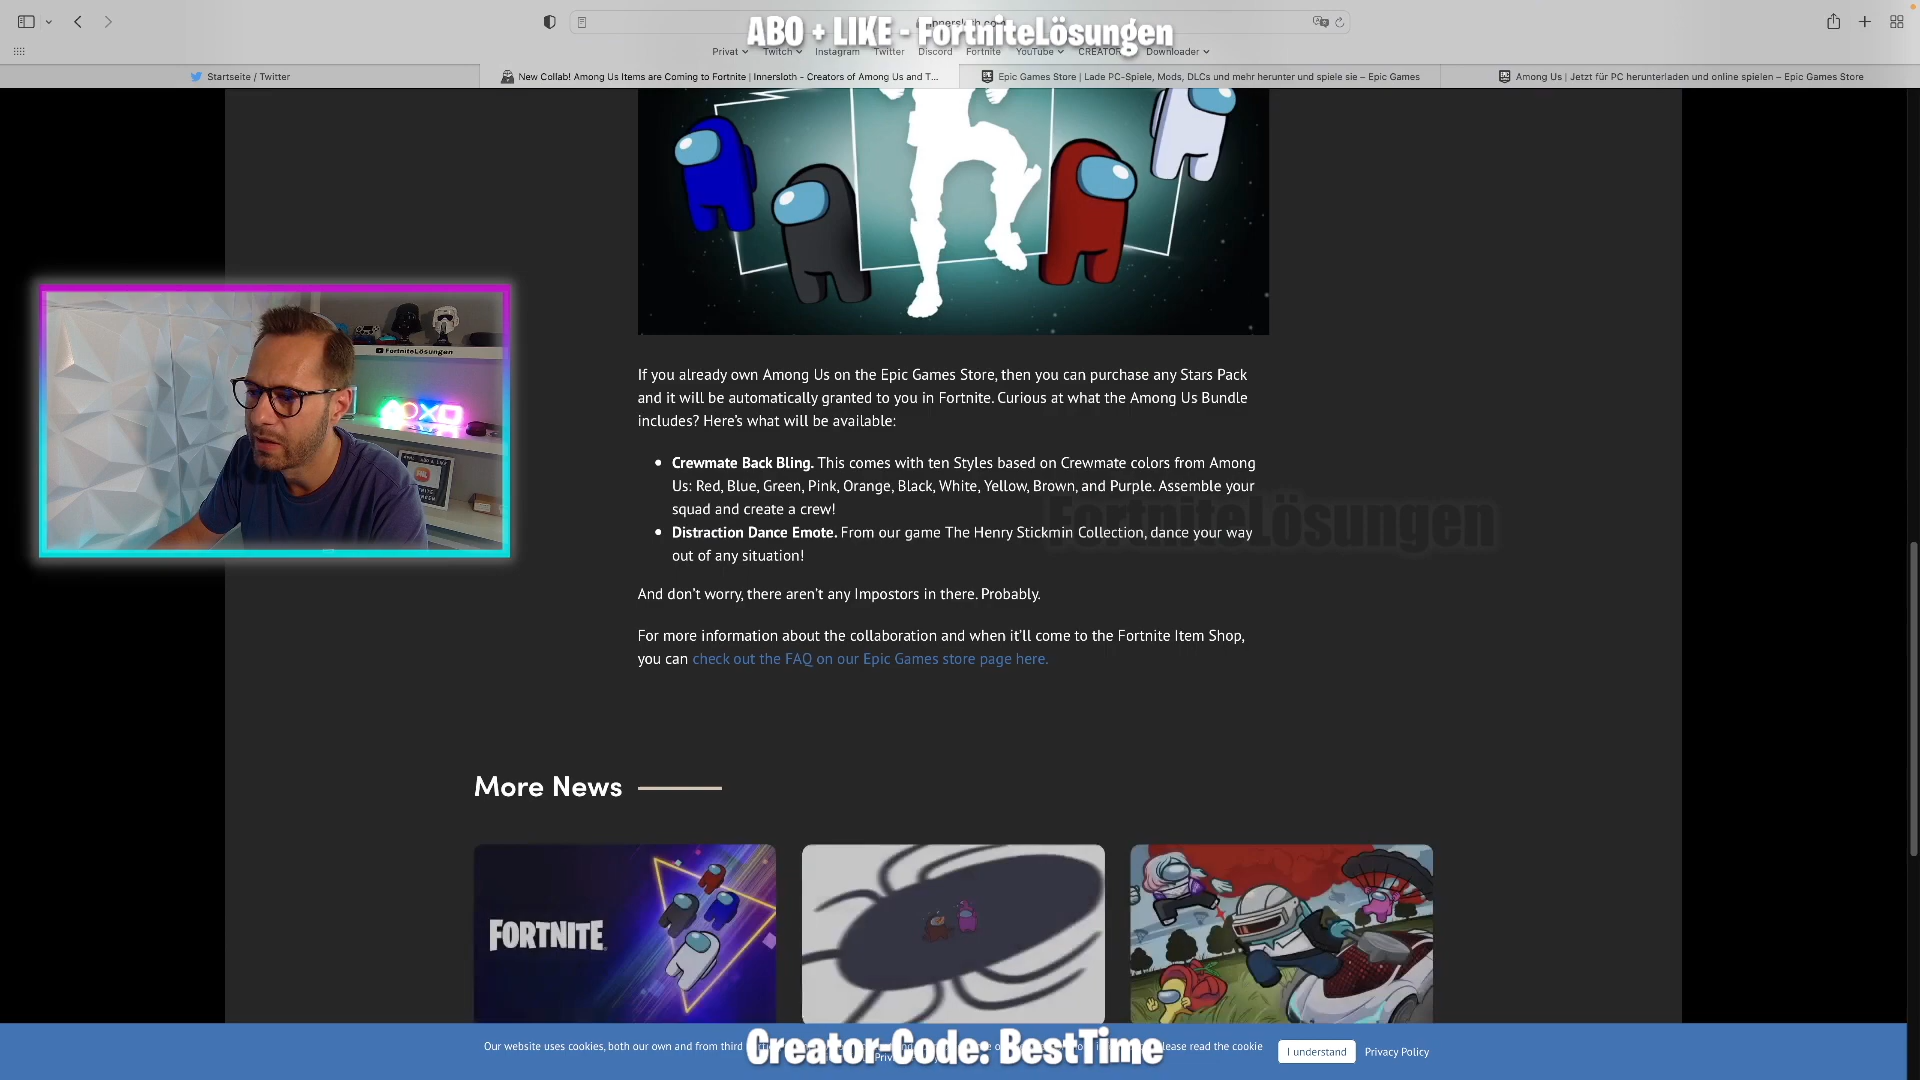 ABO + LIKE - FortniteLösungen
Privat Twitch Instagram Twitter Discord Fortnite YouTube CREATOR Downloader
Startseite / Twitter
New Collab! Among Us Items are Coming to Fortnite | Innersloth - Creators of Among Us and T...
Epic Games Store | Lade PC-Spiele, Mods, DLCs und mehr herunter und spiele sie – Epic Games
Among Us | Jetzt für PC herunterladen und online spielen – Epic Games Store
FortniteLösungen
If you already own Among Us on the Epic Games Store, then you can purchase any Stars Pack
and it will be automatically granted to you in Fortnite. Curious at what the Among Us Bundle
includes? Here's what will be available:
Crewmate Back Bling. This comes with ten Styles based on Crewmate colors from Among
Us: Red, Blue, Green, Pink, Orange, Black, White, Yellow, Brown, and Purple. Assemble your
squad and create a crew!
Distraction Dance Emote. From our game The Henry Stickmin Collection, dance your way
out of any situation!
FortniteLösungen
And don't worry, there aren't any Impostors in there. Probably.
For more information about the collaboration and when it'll come to the Fortnite Item Shop,
you can check out the FAQ on our Epic Games store page here.
More News
FORTNITE
Our website uses cookies, both our own and from third
please read the cookie
I understand
Privacy Policy
Creator Code: BestTime